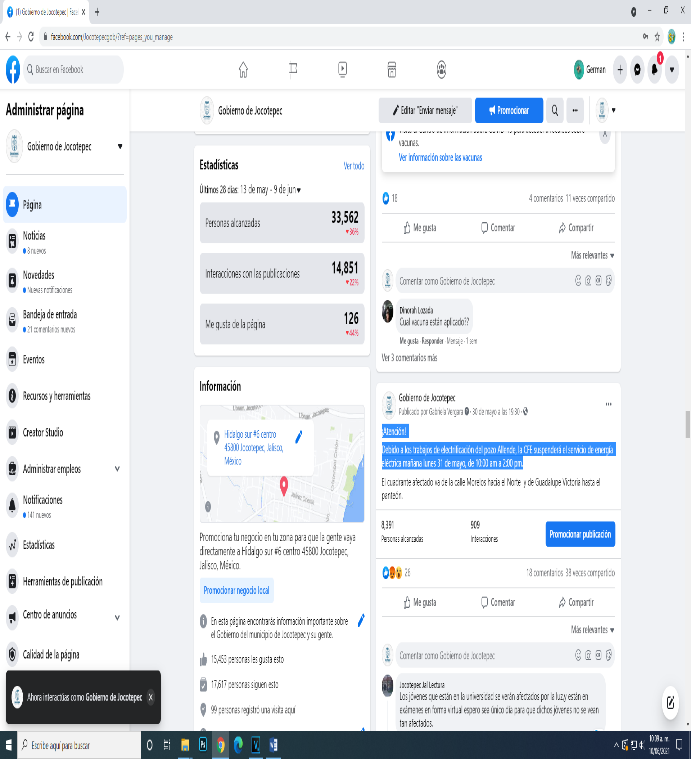 (1) Gobierno de Jocotepec | Face
facebook.com/Jocotepecgob/?ref=pages_you_manage
Buscar en Facebook
German
1
Administrar página
Gobierno de Jocotepec
Editar "Enviar mensaje"
Promocionar
Gobierno de Jocotepec
Página
Noticias
8 nuevos
Novedades
Nuevas notificaciones
Bandeja de entrada
21 comentarios nuevos
Eventos
Recursos y herramientas
Creator Studio
Administrar empleos
Notificaciones
141 nuevos
Estadísticas
Herramientas de publicación
Centro de anuncios
Calidad de la página
Ahora interactúas como Gobierno de Jocotepec
Estadísticas
Ver todo
Últimos 28 días: 13 de may - 9 de jun
Personas alcanzadas
33,562
36%
Interacciones con las publicaciones
14,851
22%
Me gusta de la página
126
44%
Información
Hidalgo sur #6 centro
45800 Jocotepec, Jalisco,
México
Promociona tu negocio en tu zona para que la gente vaya
directamente a Hidalgo sur #6 centro 45800 Jocotepec,
Jalisco, México.
Promocionar negocio local
En esta página encontrarás información importante sobre
el Gobierno del municipio de Jocotepec y su gente.
15,453 personas les gusta esto
17,617 personas siguen esto
99 personas registró una visita aquí
vacunas.
Ver información sobre las vacunas
18
4 comentarios 11 veces compartido
Me gusta
Comentar
Compartir
Más relevantes
Comentar como Gobierno de Jocotepec
Dinorah Lozada
Cual vacuna están aplicado??
Me gusta · Responder · Mensaje · 1 sem
Ver 3 comentarios más
Gobierno de Jocotepec
Publicado por Gabriela Vergara · 30 de mayo a las 19:30 ·
¡Atención!
Debido a los trabajos de electrificación del pozo Allende, la CFE suspenderá el servicio de energía
eléctrica mañana lunes 31 de mayo, de 10:00 am a 2:00 pm.
El cuadrante afectado va de la calle Morelos hacia el Norte y de Guadalupe Victoria hasta el
panteón.
8,391
Personas alcanzadas
909
Interacciones
Promocionar publicación
26
18 comentarios 38 veces compartido
Me gusta
Comentar
Compartir
Más relevantes
Comentar como Gobierno de Jocotepec
Jocotepec Jal Lectura
Los jóvenes que están en la universidad se verán afectados por la luz y están en
exámenes en forma virtual espero sea único día para que dichos jóvenes no se vean
tan afectados.
Escribe aquí para buscar
10:09 a. m.
10/06/2021